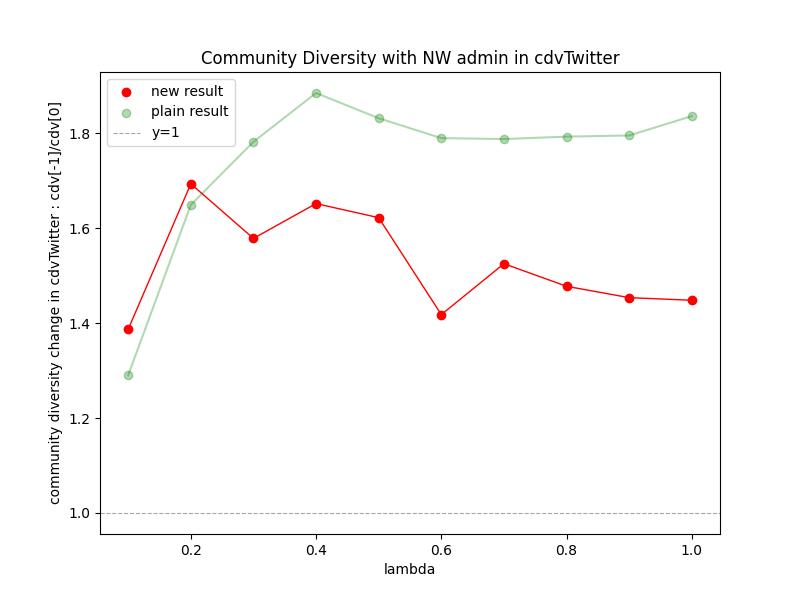 Community Diversity with NW admin in cdvTwitter
new result
plain result
y=1
community diversity change in cdvTwitter : cdv[-1]/cdv[0]
1.8
1.6
1.4
1.2
1.0
0.2 0.4 0.6 0.8 1.0
lambda